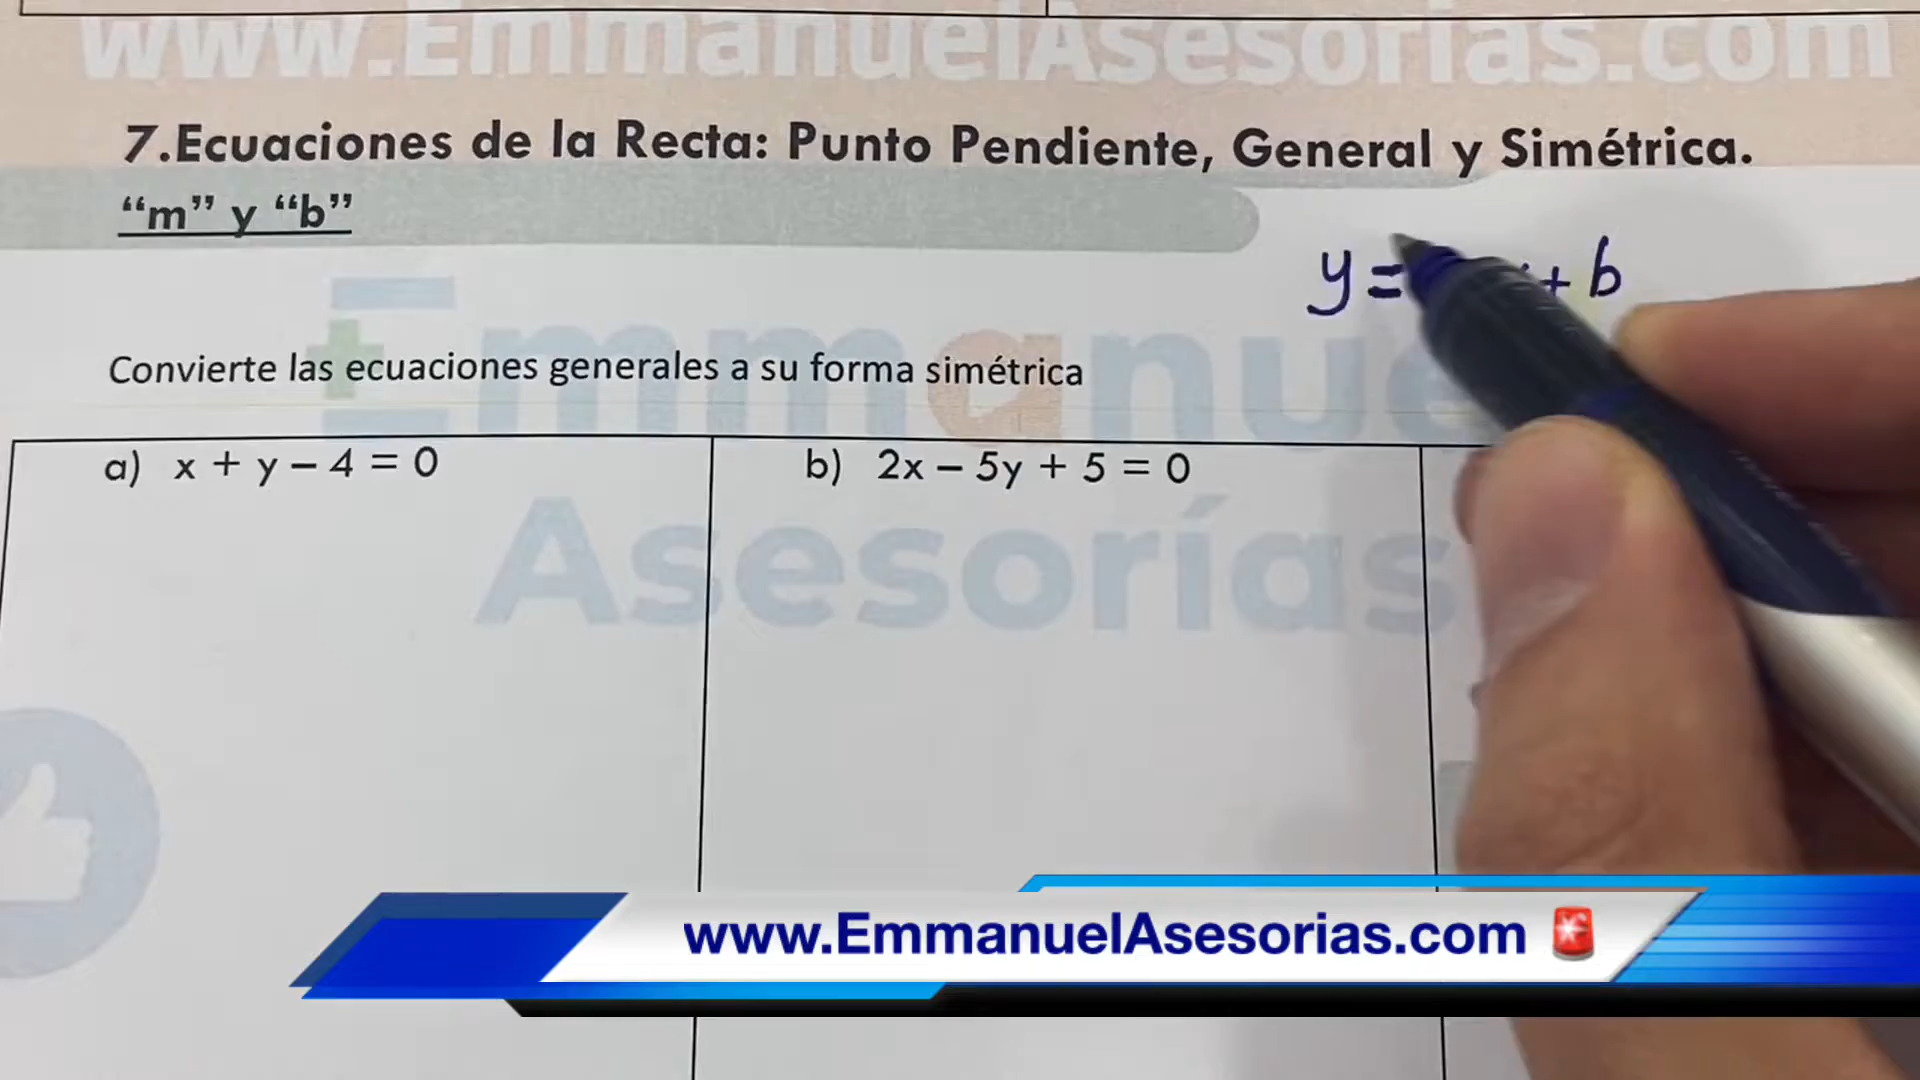 www.EmmanuelAsesorias.com
7.Ecuaciones de la Recta: Punto Pendiente, General y Simétrica.
“m” y “b”
y = + b
Convierte las ecuaciones generales a su forma simétrica
a) x + y – 4 = 0
b) 2x – 5y + 5 = 0
Emmanue
Asesorías
www.EmmanuelAsesorias.com 🚨